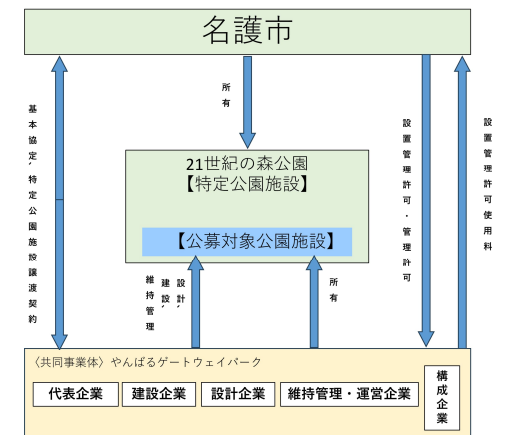 名護市
所有
基本協定、特定公園施設譲渡契約
21世紀の森公園
【特定公園施設】
【公募対象公園施設】
設置管理許可・管理許可
設置管理許可使用料
設計、
建設、
維持管理
所有
〈共同事業体〉やんばるゲートウェイパーク
代表企業
建設企業
設計企業
維持管理・運営企業
構成企業